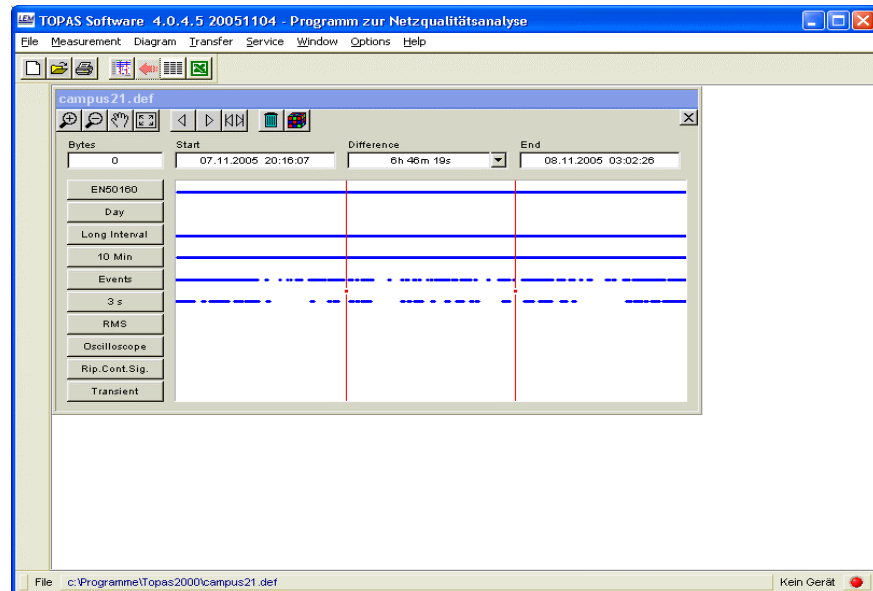 LEM TOPAS Software 4.0.4.5 20051104 - Programm zur Netzqualitätsanalyse
File Measurement Diagram Transfer Service Window Options Help
campus21.def
Bytes Start Difference End
0 07.11.2005 20:16:07 6h 46m 19s 08.11.2005 03:02:26
EN50160
Day
Long Interval
10 Min
Events
3 s
RMS
Oscilloscope
Rip.Cont.Sig.
Transient
File c:\Programme\Topas2000\campus21.def Kein Gerät